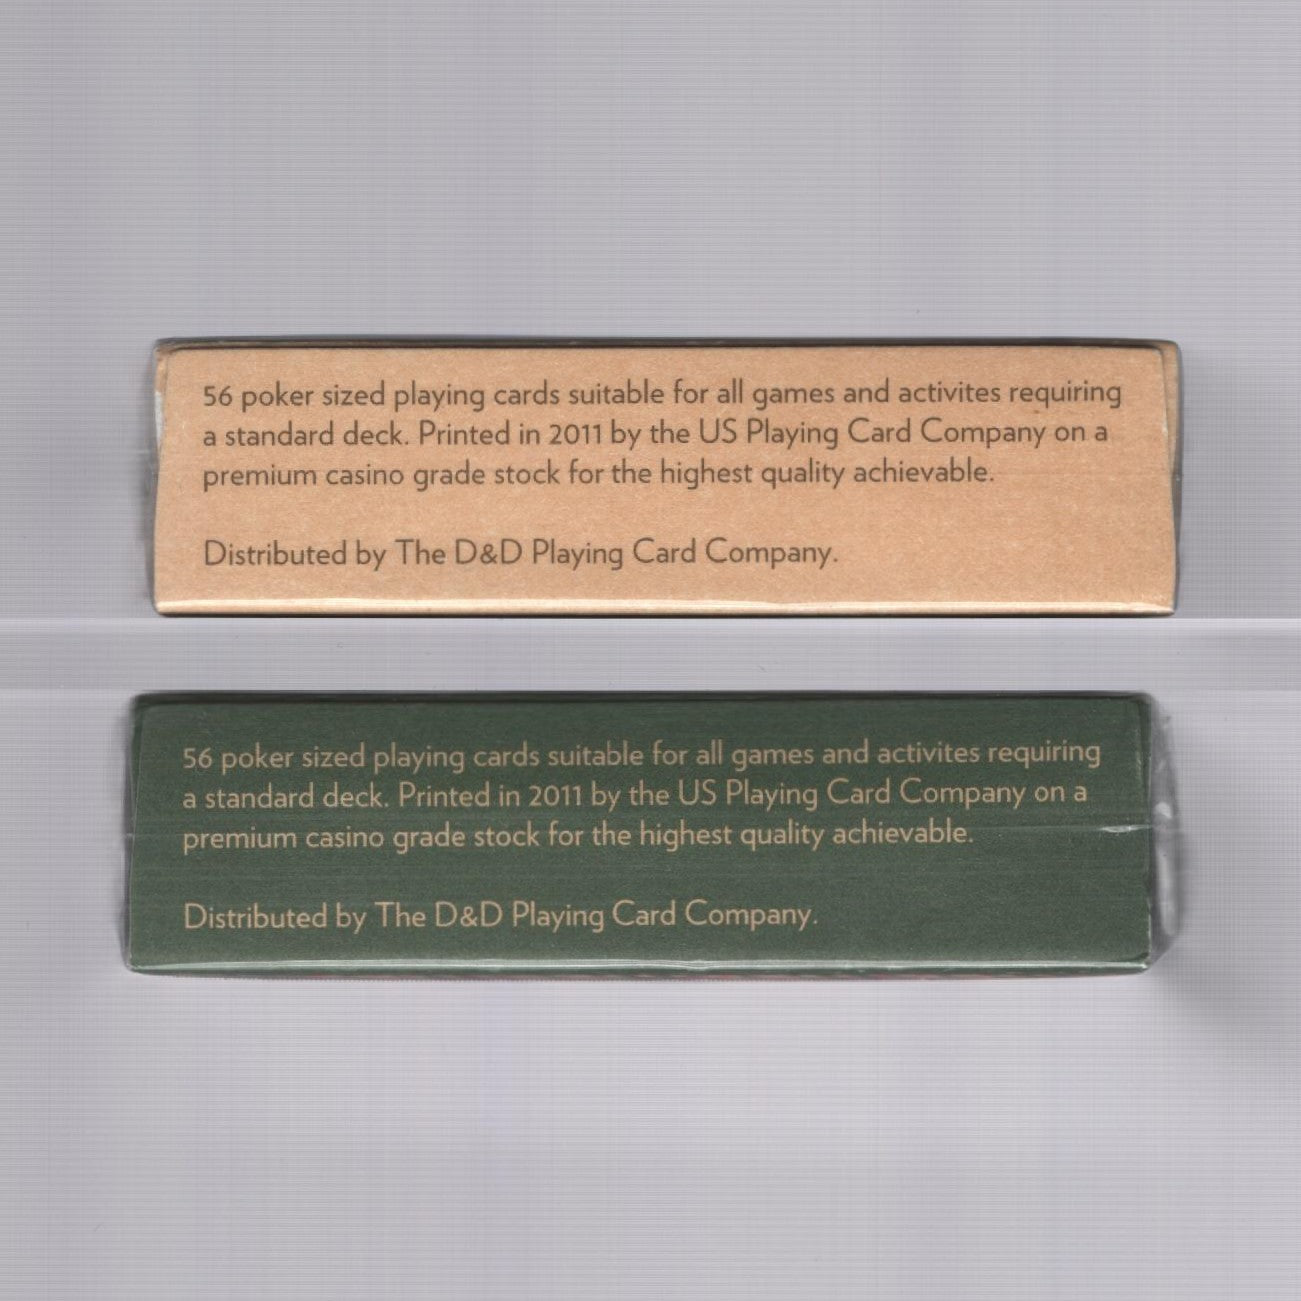 56 poker sized playing cards suitable for all games and activites requiring
a standard deck. Printed in 2011 by the US Playing Card Company on a
premium casino grade stock for the highest quality achievable.
Distributed by The D&D Playing Card Company.
56 poker sized playing cards suitable for all games and activites requiring
a standard deck. Printed in 2011 by the US Playing Card Company on a
premium casino grade stock for the highest quality achievable.
Distributed by The D&D Playing Card Company.